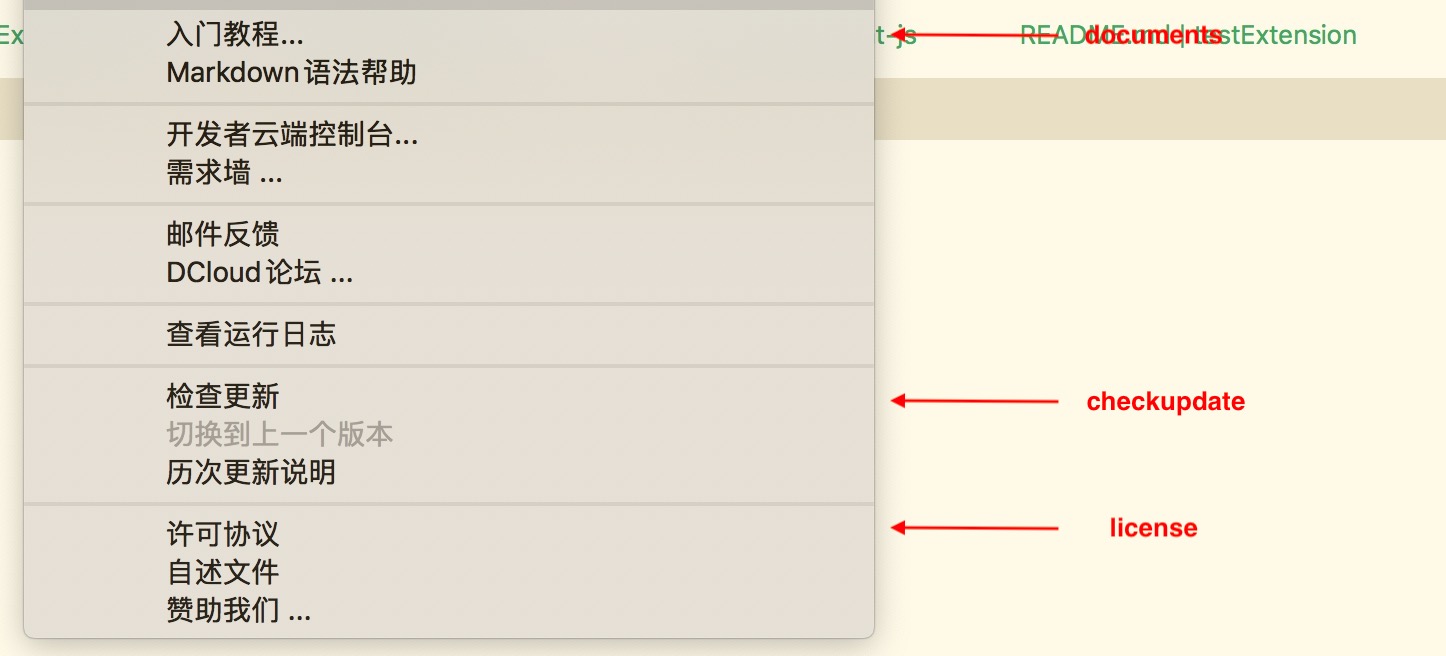 入门教程...
Markdown语法帮助
开发者云端控制台...
需求墙 ...
邮件反馈
DCloud论坛 ...
查看运行日志
检查更新
切换到上一个版本
历次更新说明
许可协议
自述文件
赞助我们 ...
Ex
t-js
README.md | testExtension
documents
checkupdate
license